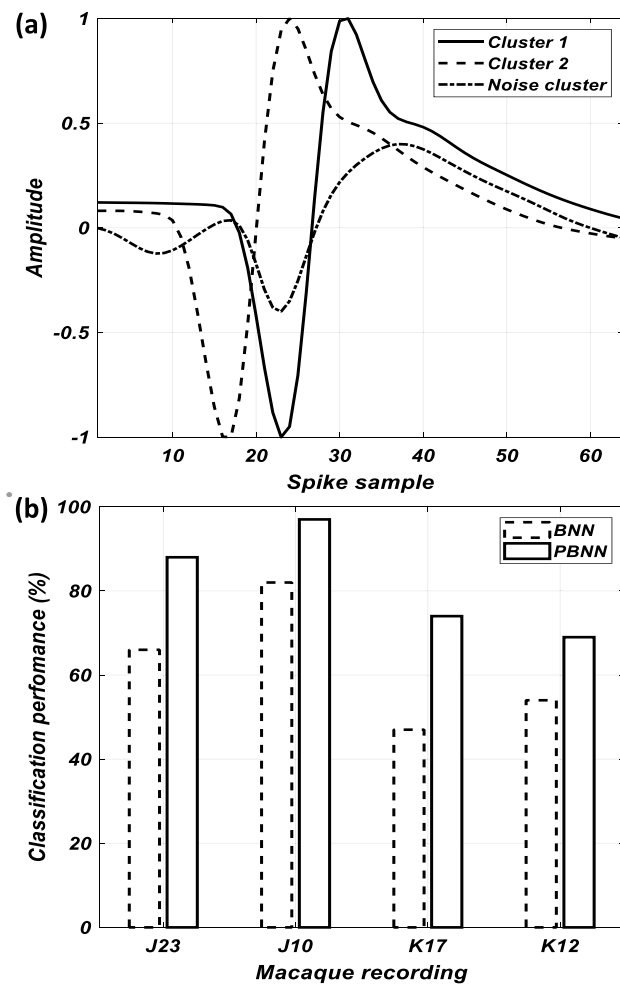 (a)
1
0.5
0
-0.5
-1
Amplitude
Cluster 1
Cluster 2
Noise cluster
10 20 30 40 50 60
Spike sample
(b)
100
80
60
40
20
0
Classification perfomance (%)
BNN
PBNN
J23 J10 K17 K12
Macaque recording